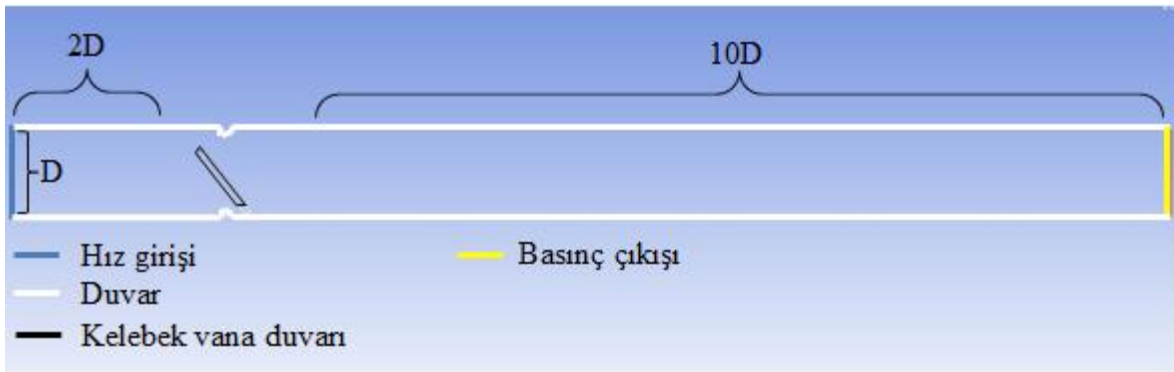 2D
10D
D
Hız girişi
Basınç çıkışı
Duvar
Kelebek vana duvarı